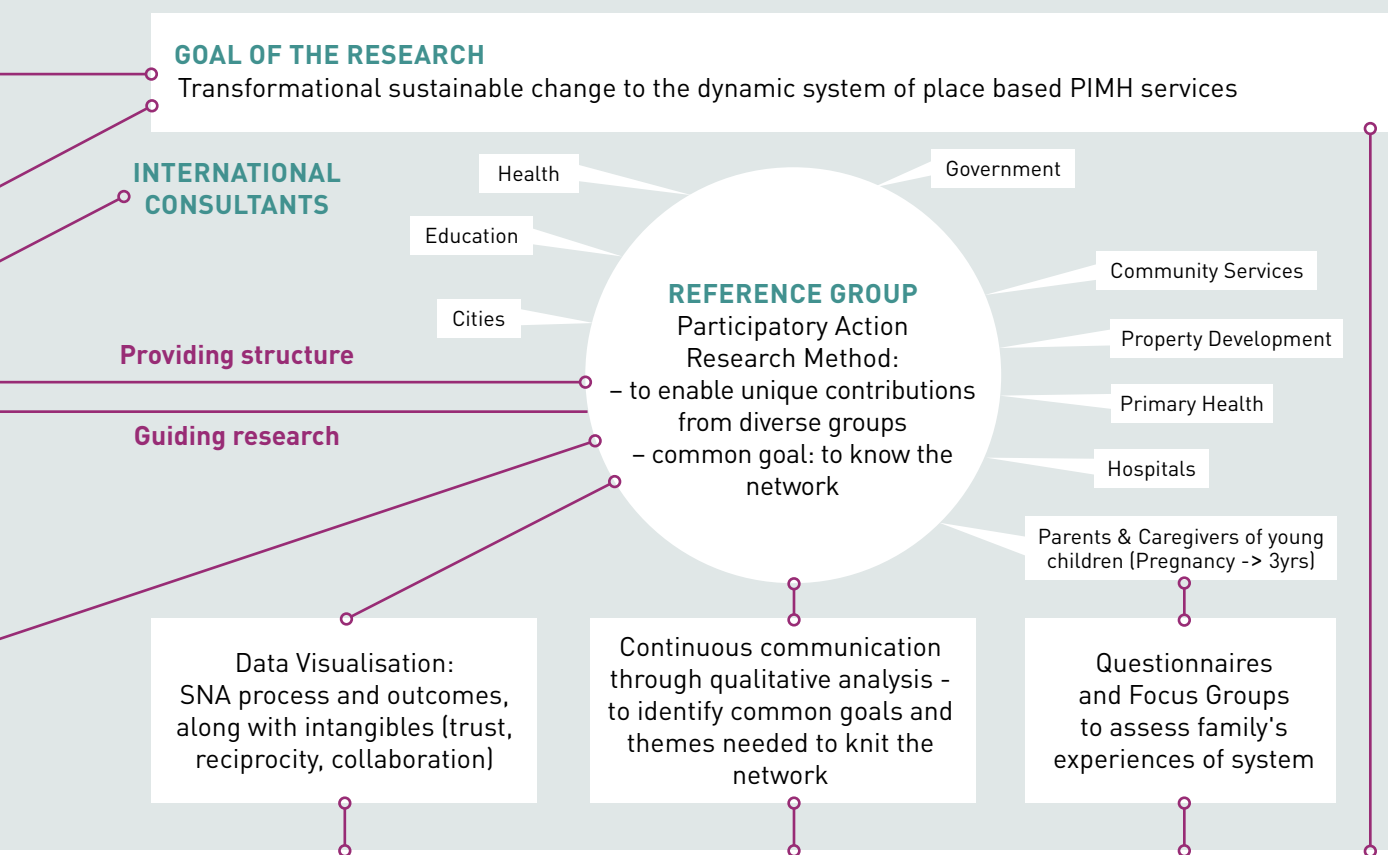 GOAL OF THE RESEARCH
Transformational sustainable change to the dynamic system of place based PIMH services
INTERNATIONAL
CONSULTANTS
Health
Government
Education
Cities
Community Services
Property Development
Primary Health
Hospitals
Parents & Caregivers of young
children (Pregnancy -> 3yrs)
REFERENCE GROUP
Participatory Action
Research Method:
– to enable unique contributions
from diverse groups
– common goal: to know the
network
Providing structure
Guiding research
Data Visualisation:
SNA process and outcomes,
along with intangibles (trust,
reciprocity, collaboration)
Continuous communication
through qualitative analysis -
to identify common goals and
themes needed to knit the
network
Questionnaires
and Focus Groups
to assess family's
experiences of system